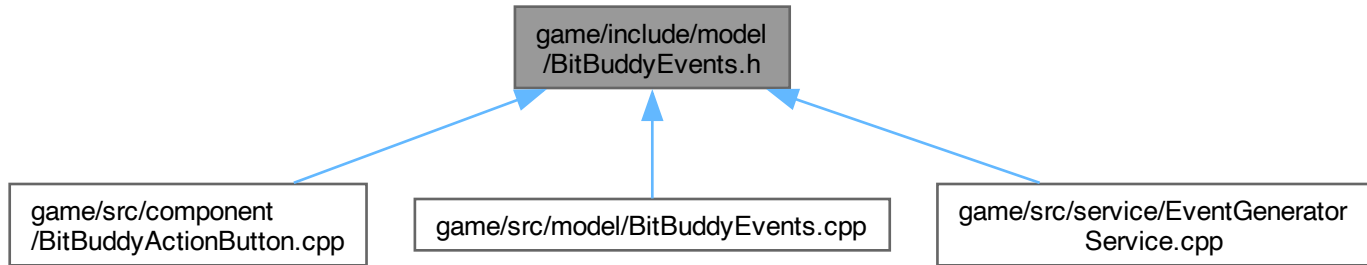 game/include/model
/BitBuddyEvents.h
game/src/component
/BitBuddyActionButton.cpp
game/src/model/BitBuddyEvents.cpp
game/src/service/EventGenerator
Service.cpp